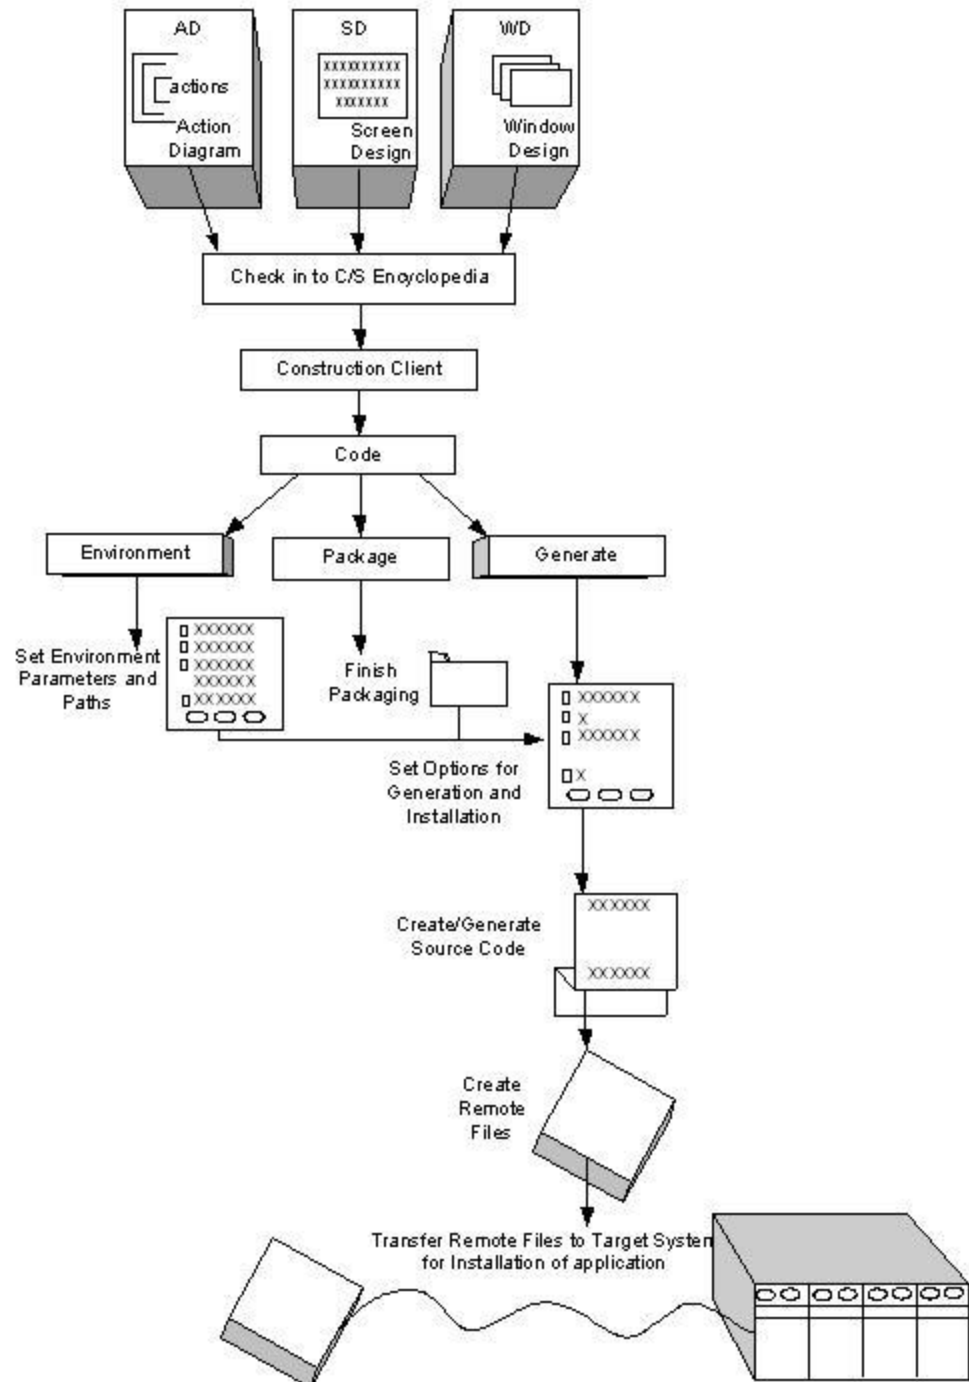 AD
actions
Action
Diagram
SD
XXXXXXXXXX
XXXXXXXXXX
XXXXXXX
Screen
Design
WD
Window
Design
Check in to C/S Encyclopedia
Construction Client
Code
Environment
Package
Generate
Set Environment
Parameters and
Paths
XXXXXX
XXXXXX
XXXXXX
XXXXXX
XXXXXX
Finish
Packaging
Set Options for
Generation and
Installation
XXXXXX
X
XXXXXX
X
Create/Generate
Source Code
XXXXXX
XXXXXX
Create
Remote
Files
Transfer Remote Files to Target System
for Installation of application